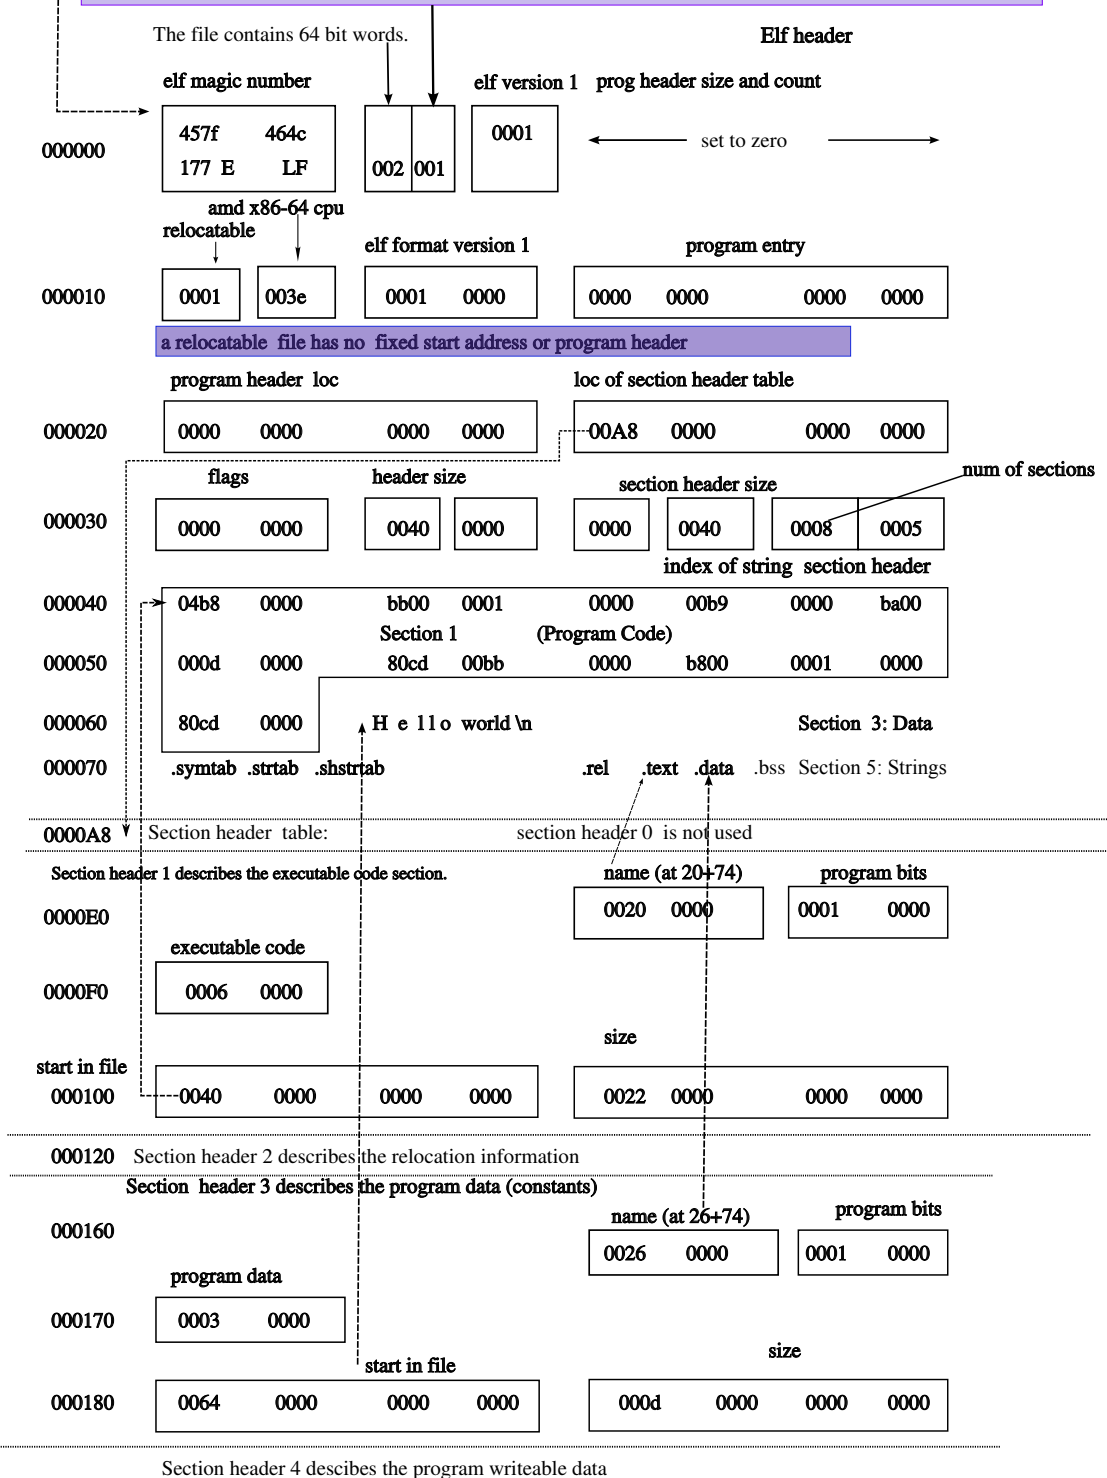 The file contains 64 bit words.
Elf header
elf magic number
elf version 1
prog header size and count
000000
457f 464c
177 E LF
002 001
0001
set to zero
amd x86-64 cpu
relocatable
elf format version 1
program entry
000010
0001 003e 0001 0000 0000 0000 0000 0000
a relocatable file has no fixed start address or program header
program header loc
loc of section header table
000020
0000 0000 0000 0000 00A8 0000 0000 0000
flags
header size
section header size
num of sections
000030
0000 0000 0040 0000 0000 0040 0008 0005
index of string section header
000040
04b8 0000 bb00 0001 0000 00b9 0000 ba00
Section 1 (Program Code)
000050
000d 0000 80cd 00bb 0000 b800 0001 0000
000060
80cd 0000
H e l l o world \n
Section 3: Data
000070
.symtab .strtab .shstrtab .rel .text .data .bss Section 5: Strings
0000A8
Section header table: section header 0 is not used
Section header 1 describes the executable code section.
name (at 20+74)
program bits
0000E0
0020 0000 0001 0000
executable code
0000F0
0006 0000
size
start in file
000100
0040 0000 0000 0000 0022 0000 0000 0000
000120
Section header 2 describes the relocation information
Section header 3 describes the program data (constants)
name (at 26+74)
program bits
000160
0026 0000 0001 0000
program data
000170
0003 0000
start in file
size
000180
0064 0000 0000 0000 000d 0000 0000 0000
Section header 4 descibes the program writeable data